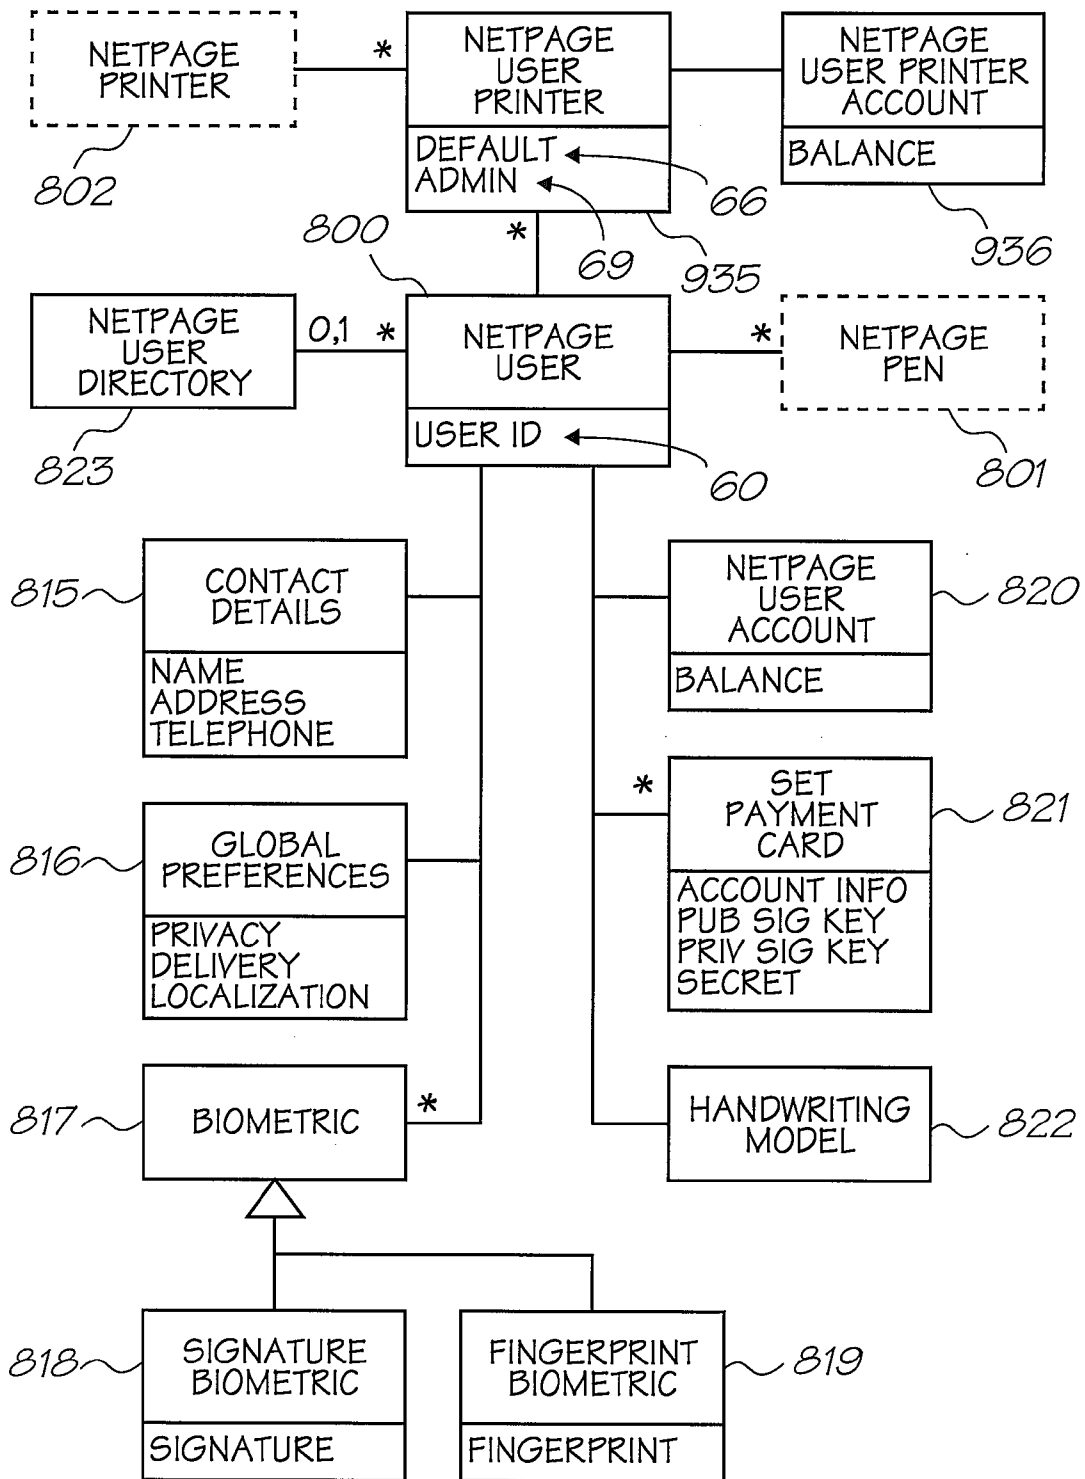 NETPAGE
PRINTER
802
*
NETPAGE
USER
PRINTER
DEFAULT
ADMIN
66
69
935
*
NETPAGE
USER PRINTER
ACCOUNT
BALANCE
936
800
NETPAGE
USER
DIRECTORY
823
0,1 *
NETPAGE
USER
USER ID
60
*
NETPAGE
PEN
801
815
CONTACT
DETAILS
NAME
ADDRESS
TELEPHONE
NETPAGE
USER
ACCOUNT
BALANCE
820
816
GLOBAL
PREFERENCES
PRIVACY
DELIVERY
LOCALIZATION
*
SET
PAYMENT
CARD
ACCOUNT INFO
PUB SIG KEY
PRIV SIG KEY
SECRET
821
817
BIOMETRIC
*
HANDWRITING
MODEL
822
818
SIGNATURE
BIOMETRIC
SIGNATURE
FINGERPRINT
BIOMETRIC
FINGERPRINT
819